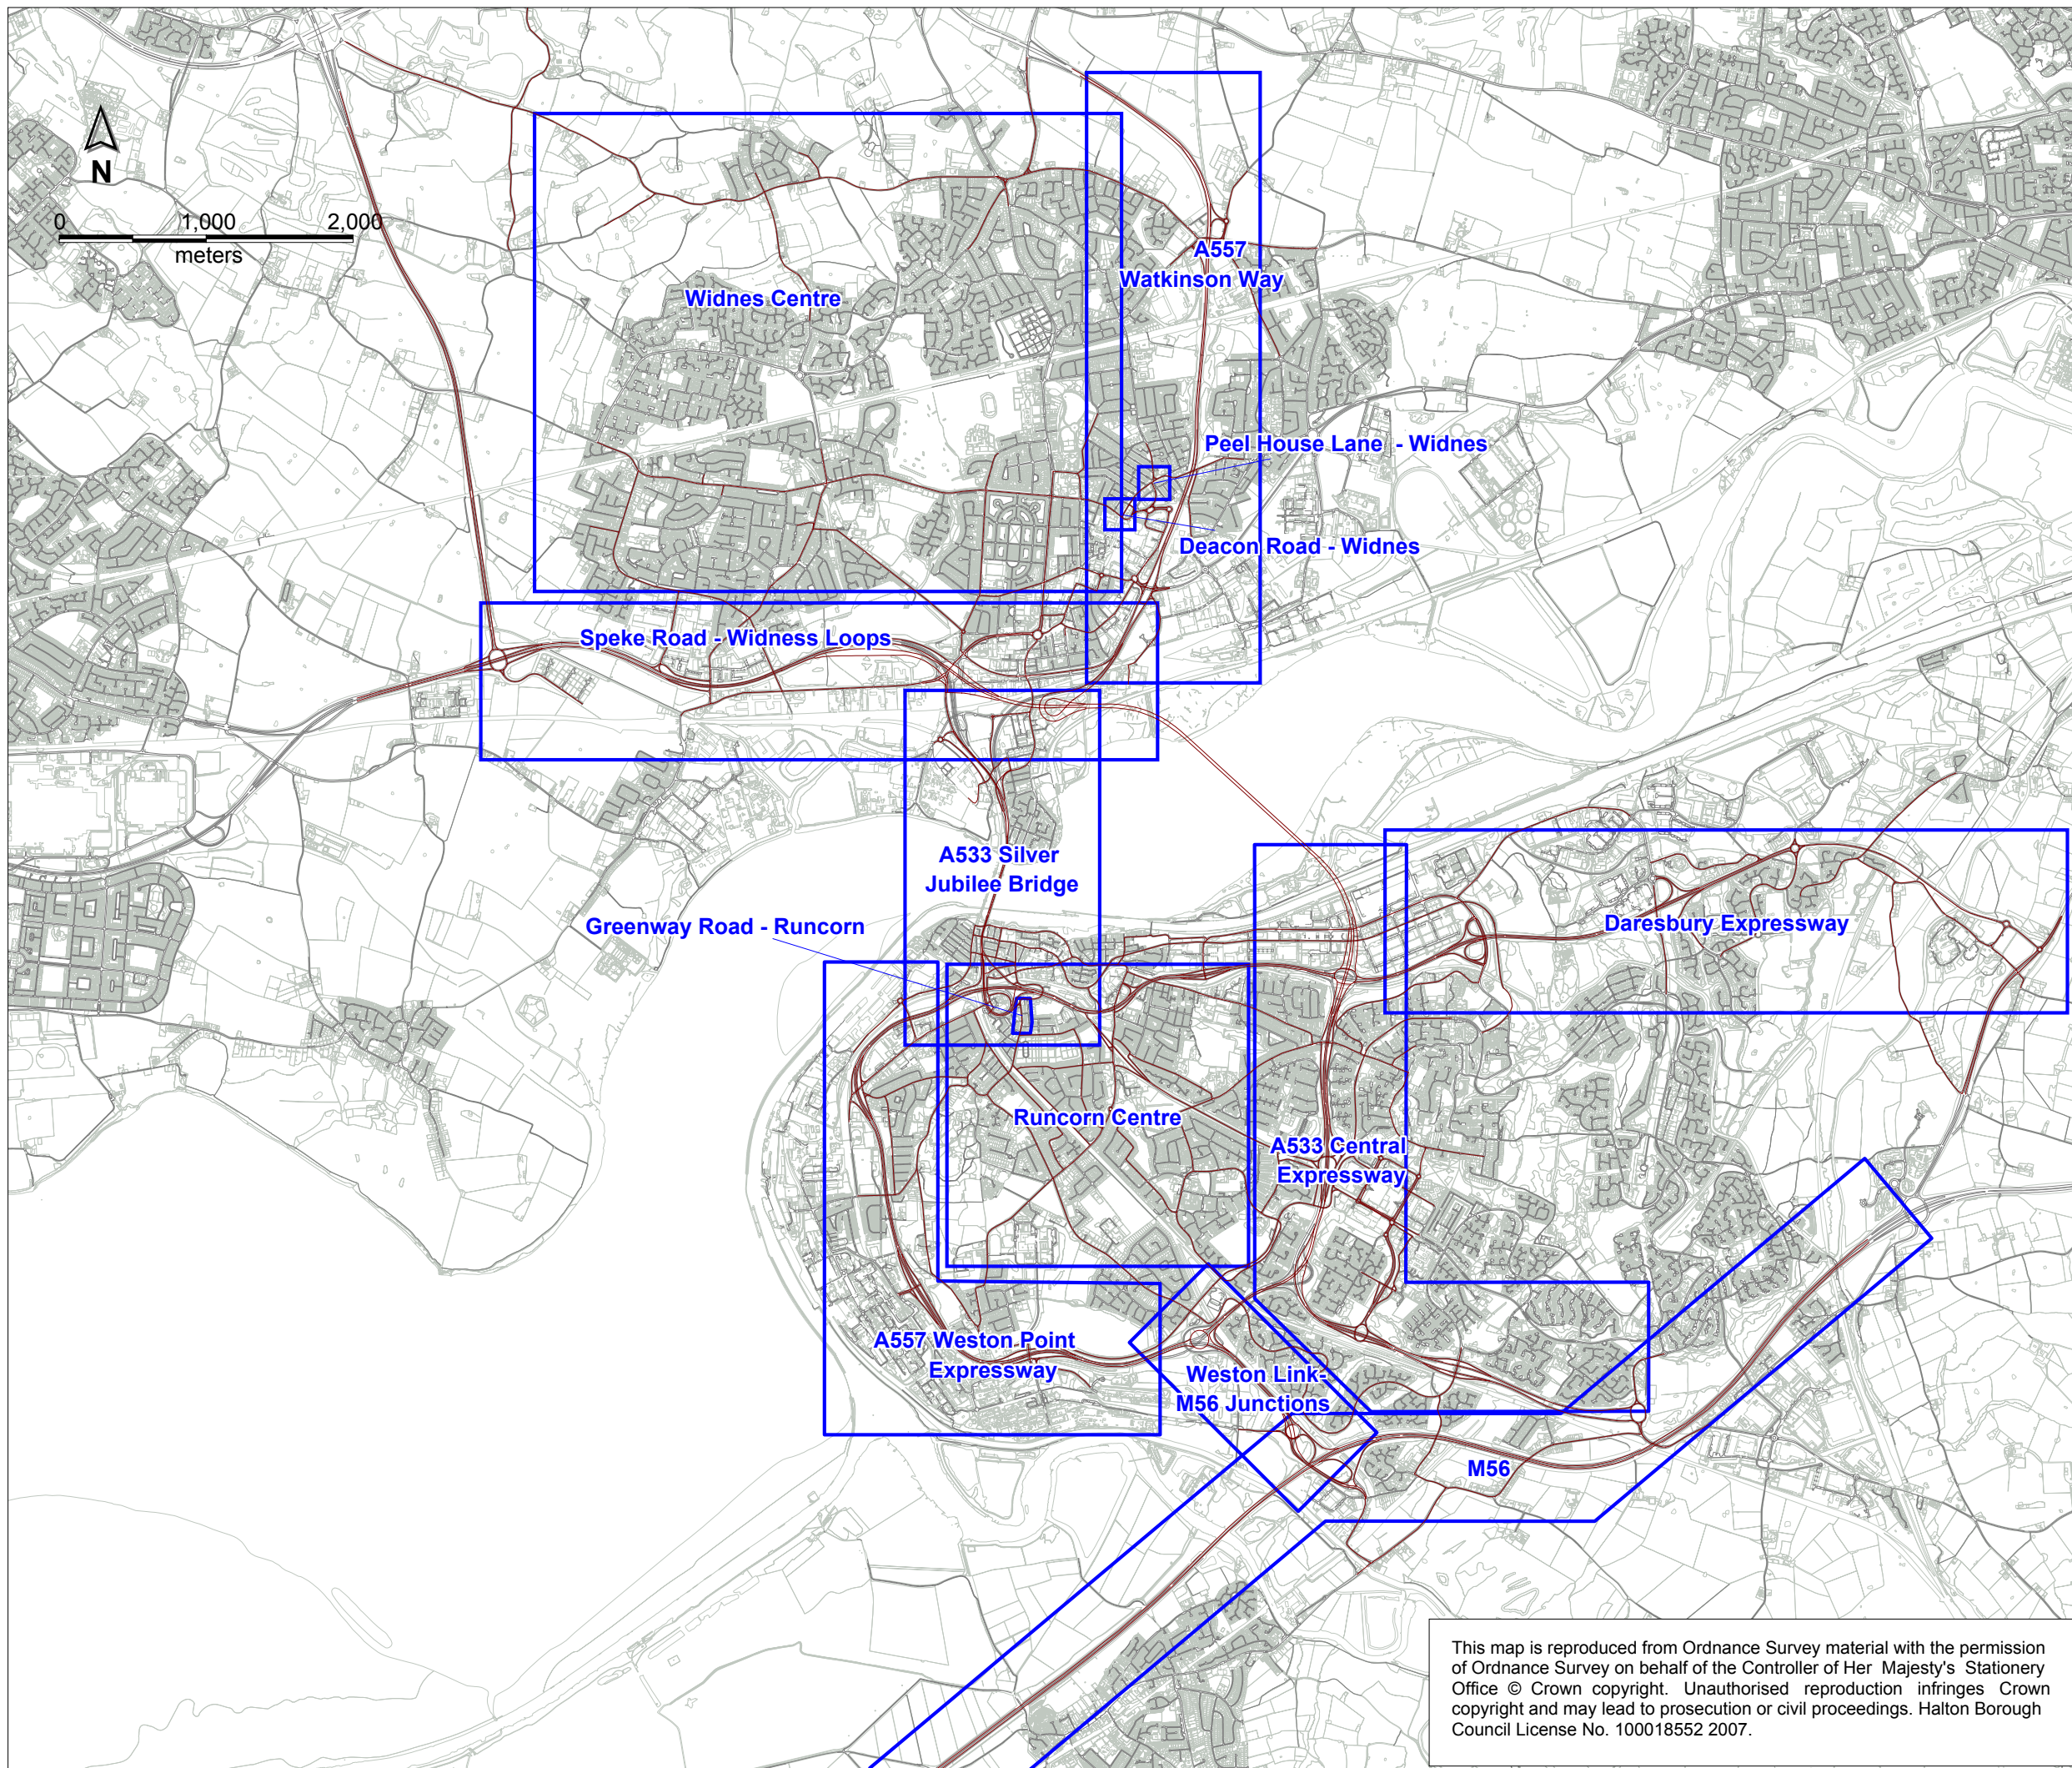 N
0 1,000 2,000
meters
A557
Watkinson Way
Widnes Centre
Peel House Lane - Widnes
Deacon Road - Widnes
Speke Road - Widness Loops
A533 Silver
Jubilee Bridge
Greenway Road - Runcorn
Daresbury Expressway
Runcorn Centre
A533 Central
Expressway
A557 Weston Point
Expressway
Weston Link-
M56 Junctions
M56
This map is reproduced from Ordnance Survey material with the permission
of Ordnance Survey on behalf of the Controller of Her Majesty's Stationery
Office © Crown copyright. Unauthorised reproduction infringes Crown
copyright and may lead to prosecution or civil proceedings. Halton Borough
Council License No. 100018552 2007.